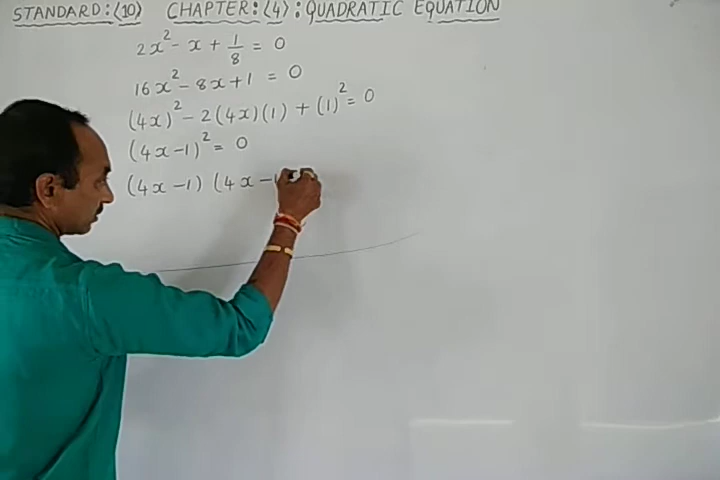 STANDARD:⟨10⟩ CHAPTER:⟨4⟩:QUADRATIC EQUATION
2x² - x + 1/8 = 0
16x² - 8x + 1 = 0
(4x)² - 2(4x)(1) + (1)² = 0
(4x - 1)² = 0
(4x - 1) (4x -